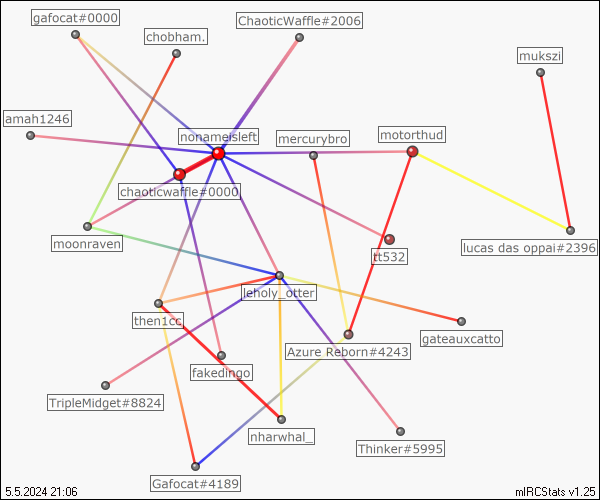 gafocat#0000
ChaoticWaffle#2006
chobham.
mukszi
amah1246
nonameisleft
mercurybro
motorthud
chaoticwaffle#0000
moonraven
tt532
lucas das oppai#2396
leholy_otter
then1cc
Azure Reborn#4243
gateauxcatto
fakedingo
TripleMidget#8824
nharwhal_
Thinker#5995
Gafocat#4189
5.5.2024 21:06
mIRCStats v1.25